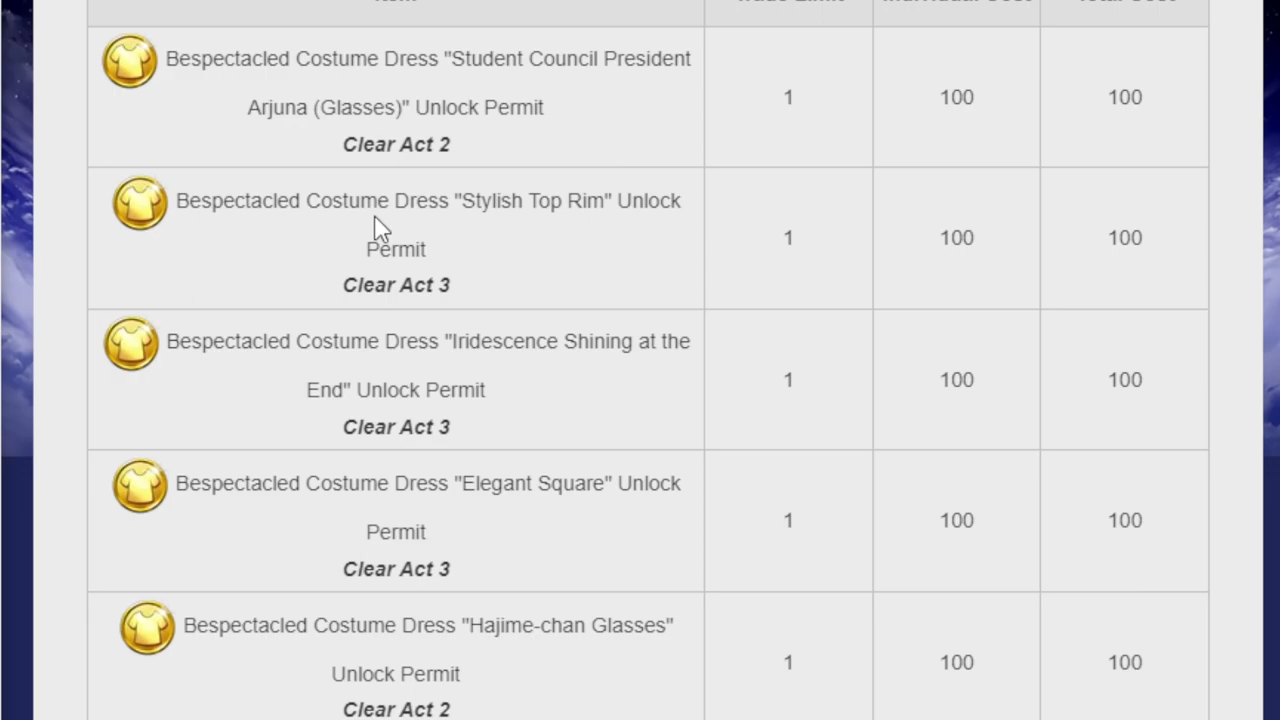 Bespectacled Costume Dress "Student Council President
Arjuna (Glasses)" Unlock Permit
Clear Act 2
1
100
100
Bespectacled Costume Dress "Stylish Top Rim" Unlock
Permit
Clear Act 3
1
100
100
Bespectacled Costume Dress "Iridescence Shining at the
End" Unlock Permit
Clear Act 3
1
100
100
Bespectacled Costume Dress "Elegant Square" Unlock
Permit
Clear Act 3
1
100
100
Bespectacled Costume Dress "Hajime-chan Glasses"
Unlock Permit
Clear Act 2
1
100
100